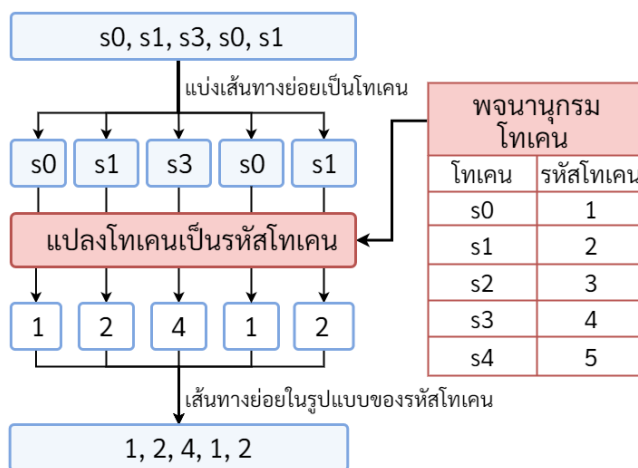 s0, s1, s3, s0, s1
แบ่งเส้นทางย่อยเป็นโทเคน
s0 s1 s3 s0 s1
แปลงโทเคนเป็นรหัสโทเคน
1 2 4 1 2
เส้นทางย่อยในรูปแบบของรหัสโทเคน
1, 2, 4, 1, 2
พจนานุกรม
โทเคน
โทเคน รหัสโทเคน
s0 1
s1 2
s2 3
s3 4
s4 5